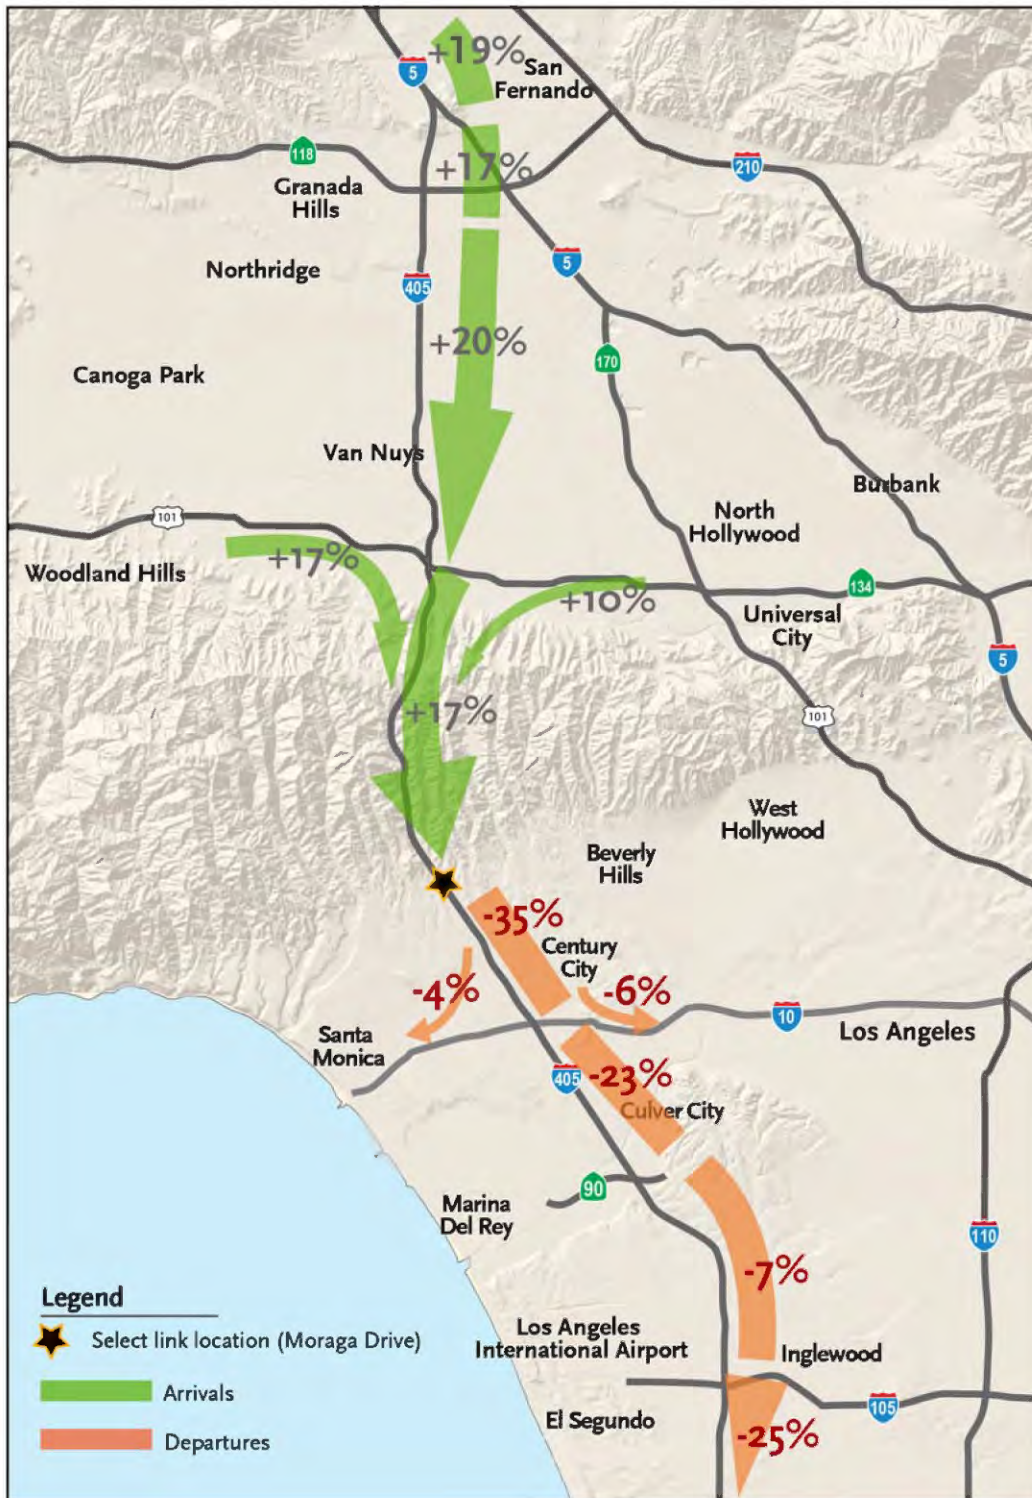 +19%
San
Fernando
5
118
+17%
210
Granada
Hills
Northridge
5
405
+20%
170
Canoga Park
Van Nuys
Burbank
North
Hollywood
101
+17%
Woodland Hills
+10%
134
Universal
City
5
+17%
101
West
Hollywood
Beverly
Hills
-35%
Century
City
-4%
-6%
10
Santa
Monica
Los Angeles
405
-23%
Culver City
90
Marina
Del Rey
110
-7%
Legend
Select link location (Moraga Drive)
Los Angeles
International Airport
Inglewood
Arrivals
105
El Segundo
Departures
-25%